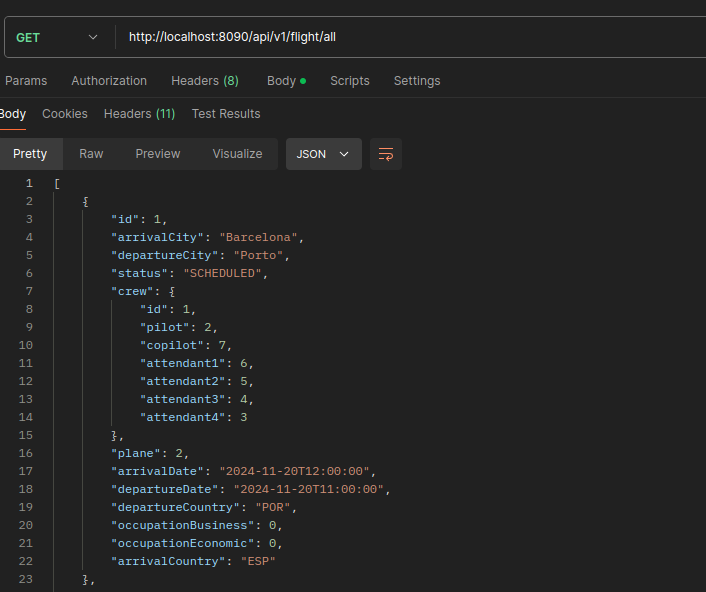 GET http://localhost:8090/api/v1/flight/all
Params Authorization Headers (8) Body Scripts Settings
Body Cookies Headers (11) Test Results
Pretty Raw Preview Visualize JSON
1 [
2 {
3 "id": 1,
4 "arrivalCity": "Barcelona",
5 "departureCity": "Porto",
6 "status": "SCHEDULED",
7 "crew": {
8 "id": 1,
9 "pilot": 2,
10 "copilot": 7,
11 "attendant1": 6,
12 "attendant2": 5,
13 "attendant3": 4,
14 "attendant4": 3
15 },
16 "plane": 2,
17 "arrivalDate": "2024-11-20T12:00:00",
18 "departureDate": "2024-11-20T11:00:00",
19 "departureCountry": "POR",
20 "occupationBusiness": 0,
21 "occupationEconomic": 0,
22 "arrivalCountry": "ESP"
23 },